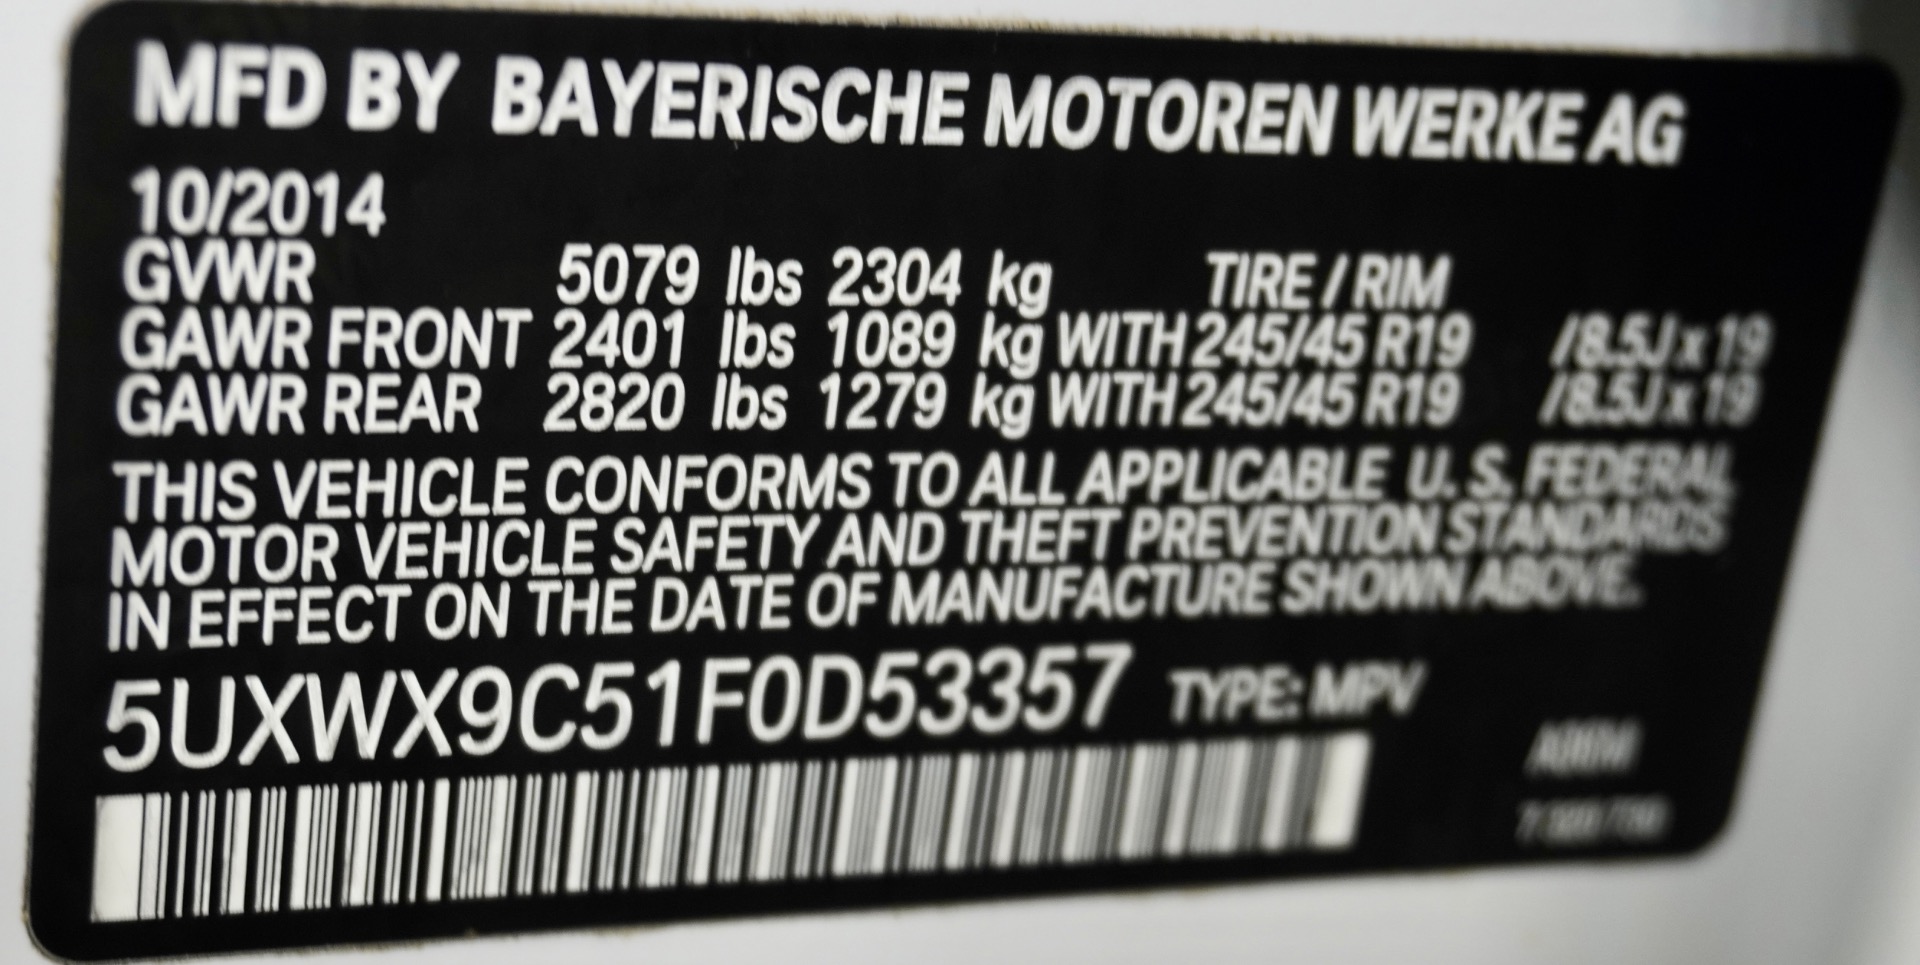 MFD BY BAYERISCHE MOTOREN WERKE AG
10/2014
GVWR 5079 lbs 2304 kg TIRE / RIM
GAWR FRONT 2401 lbs 1089 kg WITH 245/45 R19 /8.5J x 19
GAWR REAR 2820 lbs 1279 kg WITH 245/45 R19 /8.5J x 19
THIS VEHICLE CONFORMS TO ALL APPLICABLE U. S. FEDERAL
MOTOR VEHICLE SAFETY AND THEFT PREVENTION STANDARDS
IN EFFECT ON THE DATE OF MANUFACTURE SHOWN ABOVE.
5UXWX9C51F0D53357 TYPE: MPV